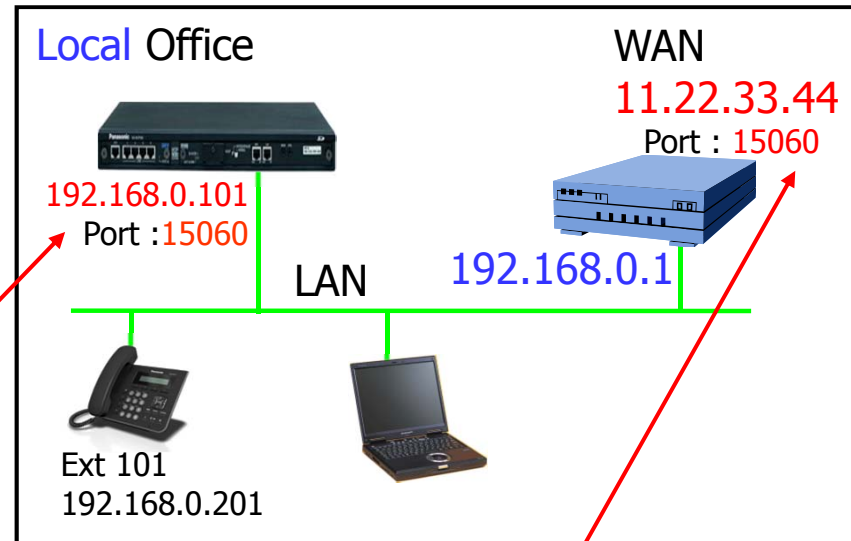 Local Office
WAN
11.22.33.44
Port : 15060
Panasonic
192.168.0.101
Port :15060
192.168.0.1
LAN
Ext 101
192.168.0.201